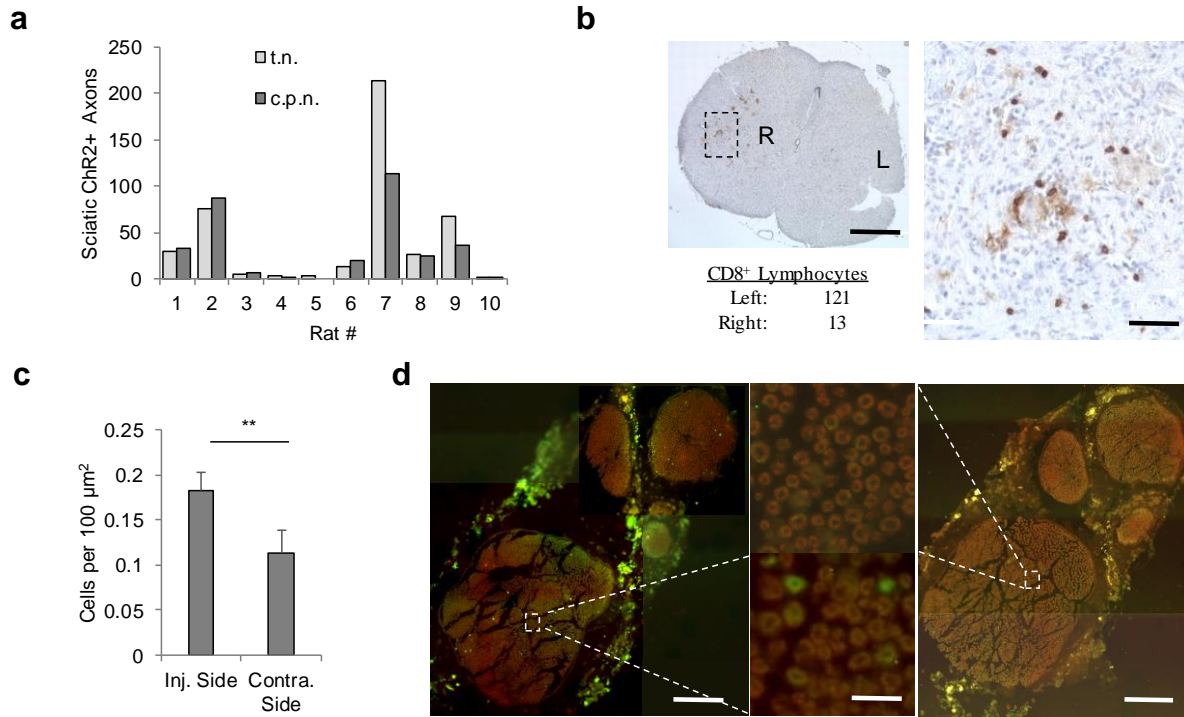 a
250
200
150
100
50
0
Sciatic ChR2+ Axons
t.n.
c.p.n.
1 2 3 4 5 6 7 8 9 10
Rat #
b
R
L
CD8⁺ Lymphocytes
Left: 121
Right: 13
c
0.25
0.2
0.15
0.1
0.05
0
Cells per 100 µm²
**
Inj. Side
Contra. Side
d